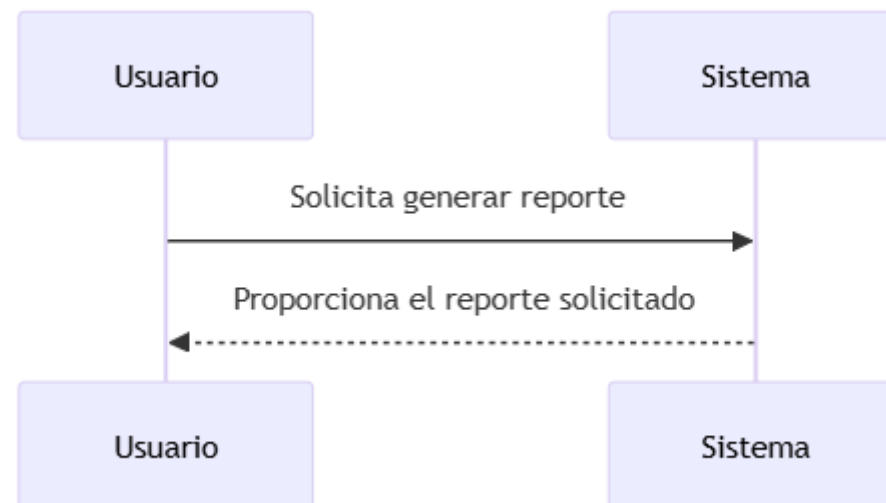 Usuario
Sistema
Solicita generar reporte
Proporciona el reporte solicitado
Usuario
Sistema